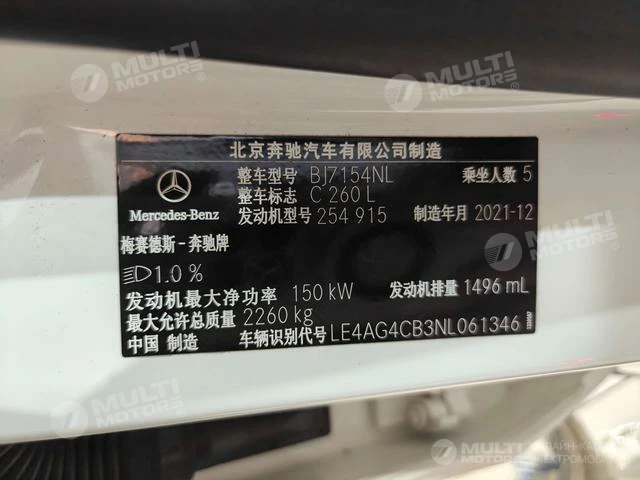 MULTI
MOTORS
MULTI
MOTORS
北京奔驰汽车有限公司制造
整车型号 BJ7154NL 乘坐人数 5
整车标志 C 260 L
发动机型号 254 915 制造年月 2021-12
Mercedes-Benz
梅赛德斯-奔驰牌
1.0 %
发动机最大净功率 150 kW 发动机排量 1496 mL
最大允许总质量 2260 kg
中国 制造 车辆识别代号 LE4AG4CB3NL061346
MULTI
MOTORS
MULTI